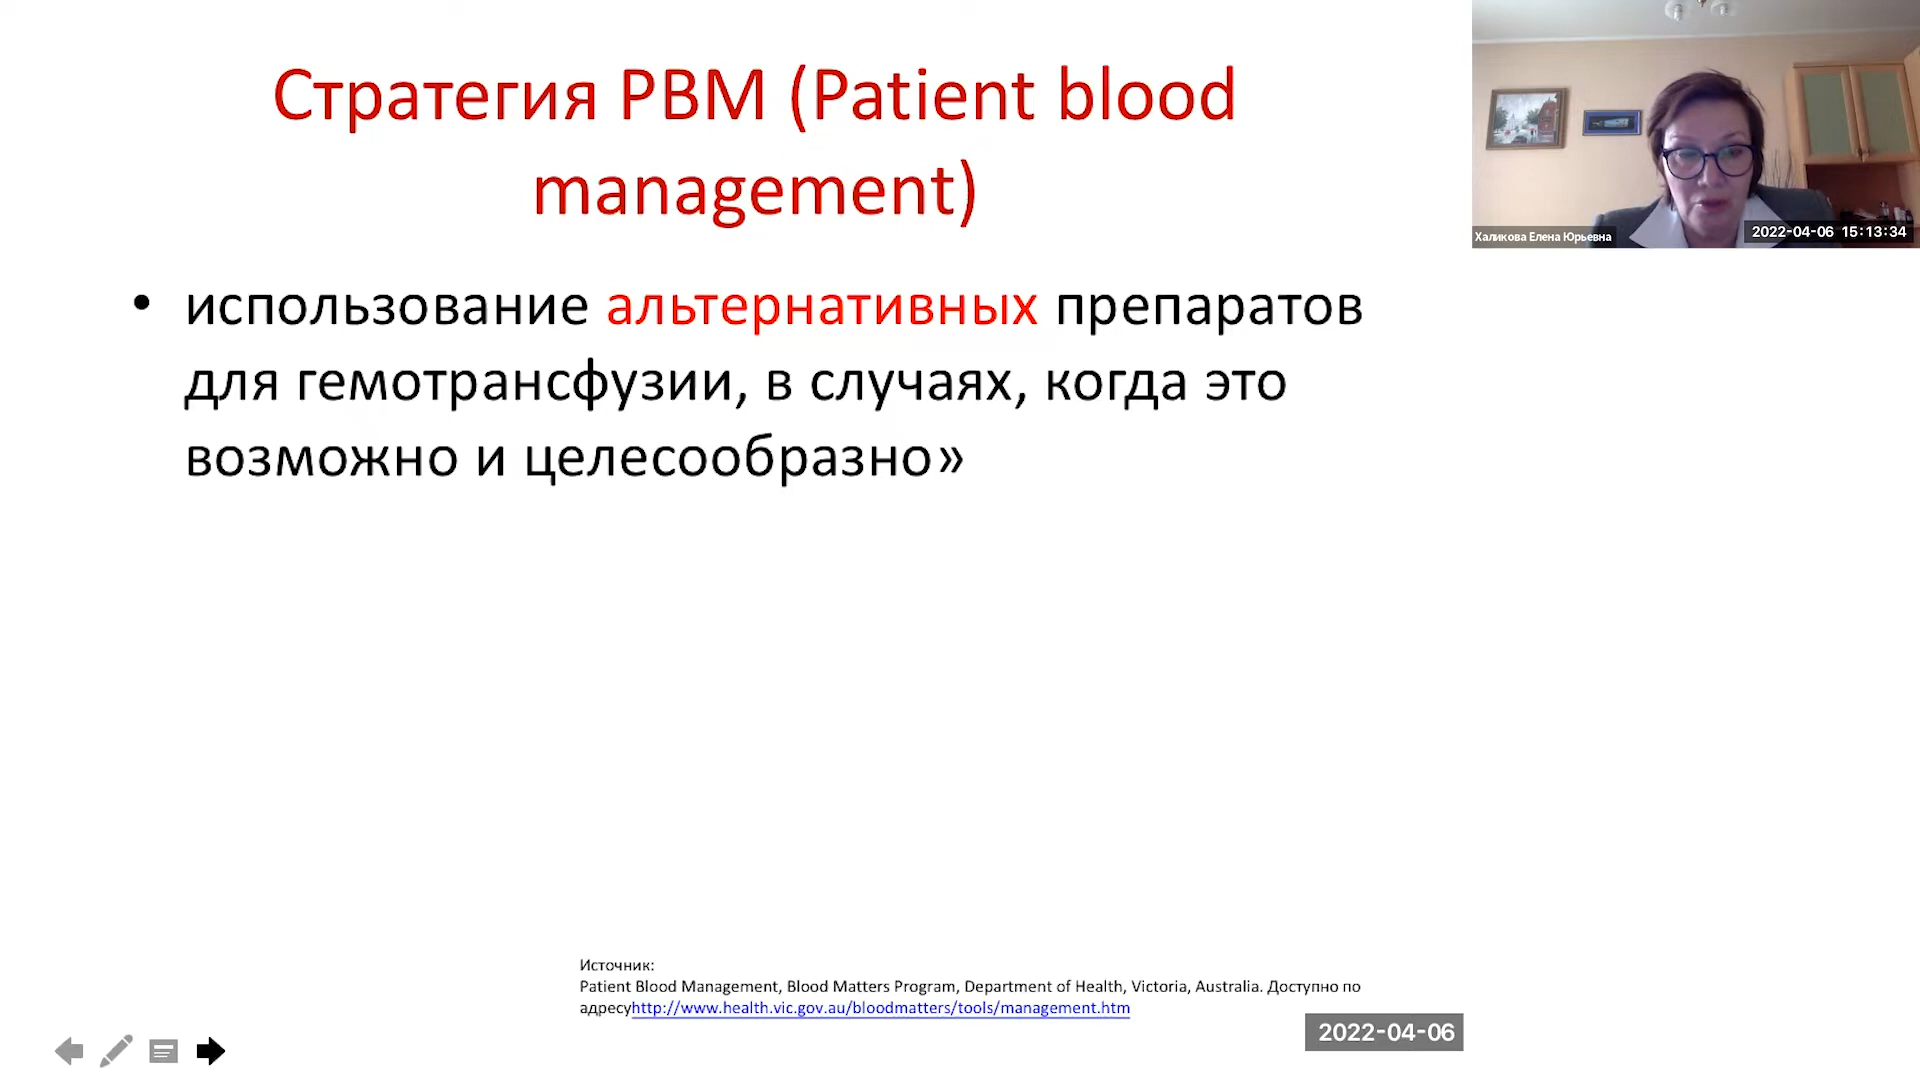 Стратегия PBM (Patient blood
management)
• использование альтернативных препаратов
для гемотрансфузии, в случаях, когда это
возможно и целесообразно»
Халикова Елена Юрьевна
2022-04-06 15:13:34
Источник:
Patient Blood Management, Blood Matters Program, Department of Health, Victoria, Australia. Доступно по
адресуhttp://www.health.vic.gov.au/bloodmatters/tools/management.htm
2022-04-06